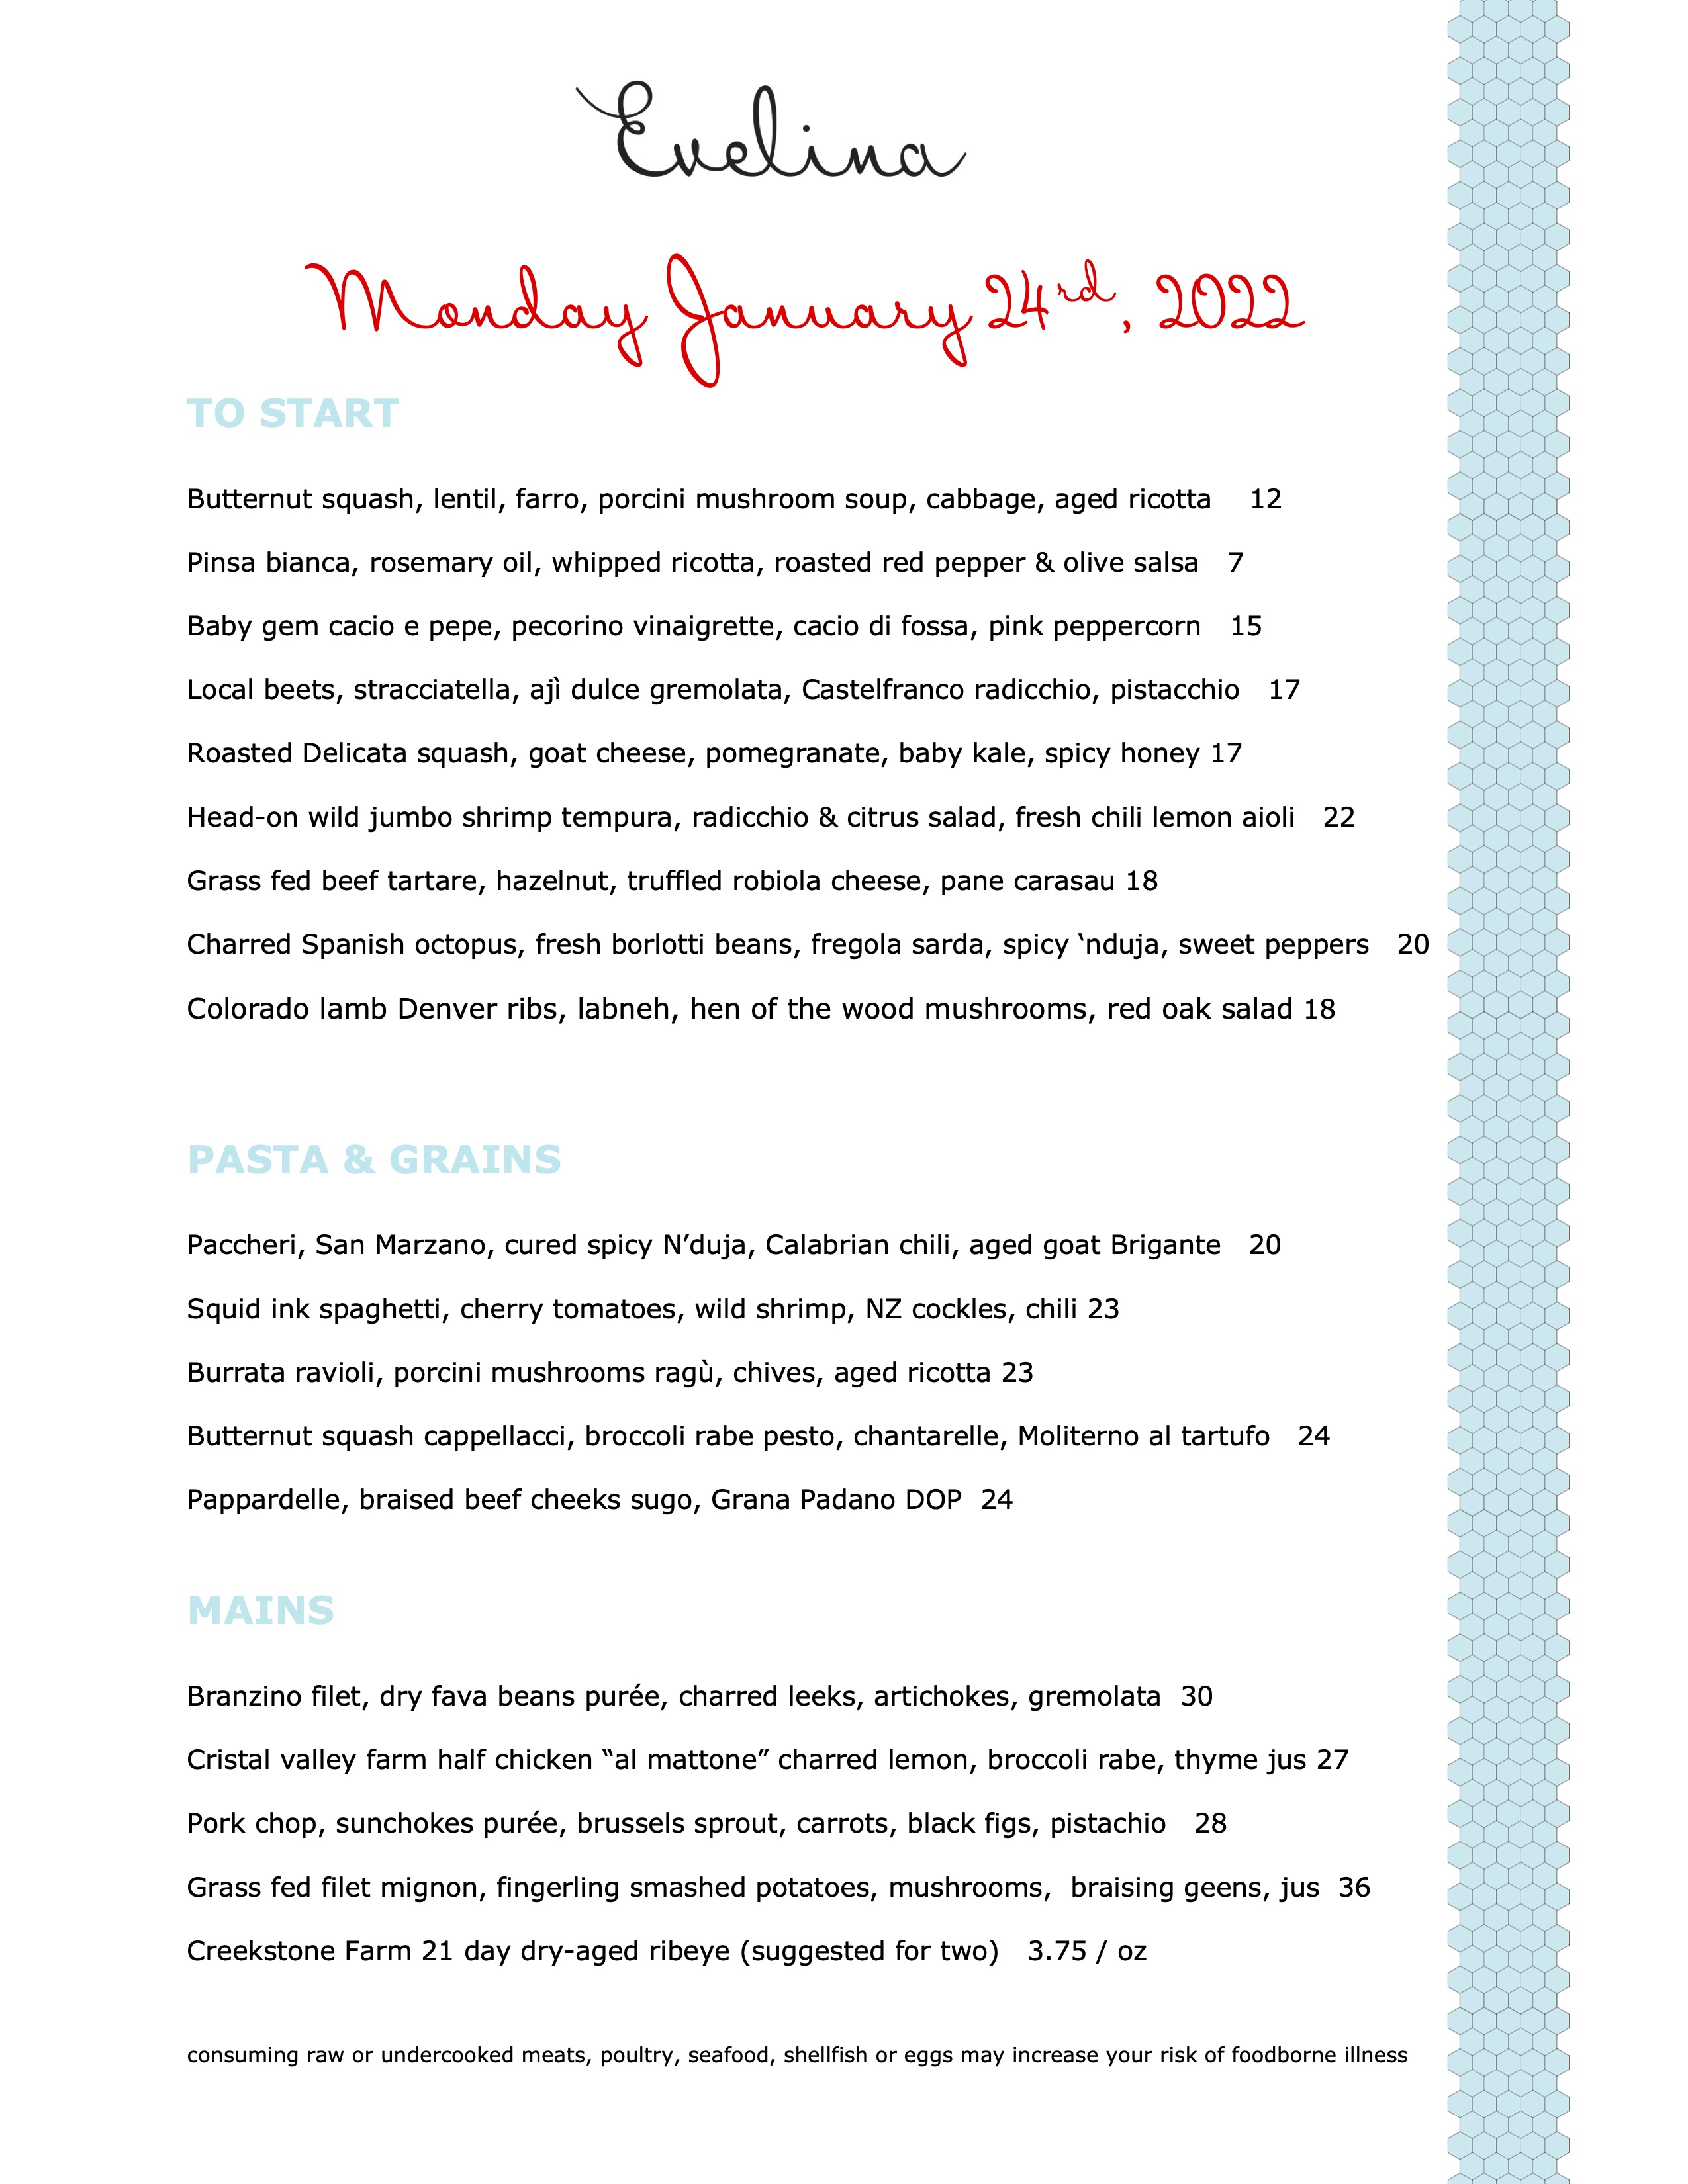 Evelina
Monday January 24rd, 2022
TO START
Butternut squash, lentil, farro, porcini mushroom soup, cabbage, aged ricotta 12
Pinsa bianca, rosemary oil, whipped ricotta, roasted red pepper & olive salsa 7
Baby gem cacio e pepe, pecorino vinaigrette, cacio di fossa, pink peppercorn 15
Local beets, stracciatella, ajì dulce gremolata, Castelfranco radicchio, pistacchio 17
Roasted Delicata squash, goat cheese, pomegranate, baby kale, spicy honey 17
Head-on wild jumbo shrimp tempura, radicchio & citrus salad, fresh chili lemon aioli 22
Grass fed beef tartare, hazelnut, truffled robiola cheese, pane carasau 18
Charred Spanish octopus, fresh borlotti beans, fregola sarda, spicy ‘nduja, sweet peppers 20
Colorado lamb Denver ribs, labneh, hen of the wood mushrooms, red oak salad 18
PASTA & GRAINS
Paccheri, San Marzano, cured spicy N’duja, Calabrian chili, aged goat Brigante 20
Squid ink spaghetti, cherry tomatoes, wild shrimp, NZ cockles, chili 23
Burrata ravioli, porcini mushrooms ragù, chives, aged ricotta 23
Butternut squash cappellacci, broccoli rabe pesto, chantarelle, Moliterno al tartufo 24
Pappardelle, braised beef cheeks sugo, Grana Padano DOP 24
MAINS
Branzino filet, dry fava beans purée, charred leeks, artichokes, gremolata 30
Cristal valley farm half chicken “al mattone” charred lemon, broccoli rabe, thyme jus 27
Pork chop, sunchokes purée, brussels sprout, carrots, black figs, pistachio 28
Grass fed filet mignon, fingerling smashed potatoes, mushrooms, braising geens, jus 36
Creekstone Farm 21 day dry-aged ribeye (suggested for two) 3.75 / oz
consuming raw or undercooked meats, poultry, seafood, shellfish or eggs may increase your risk of foodborne illness